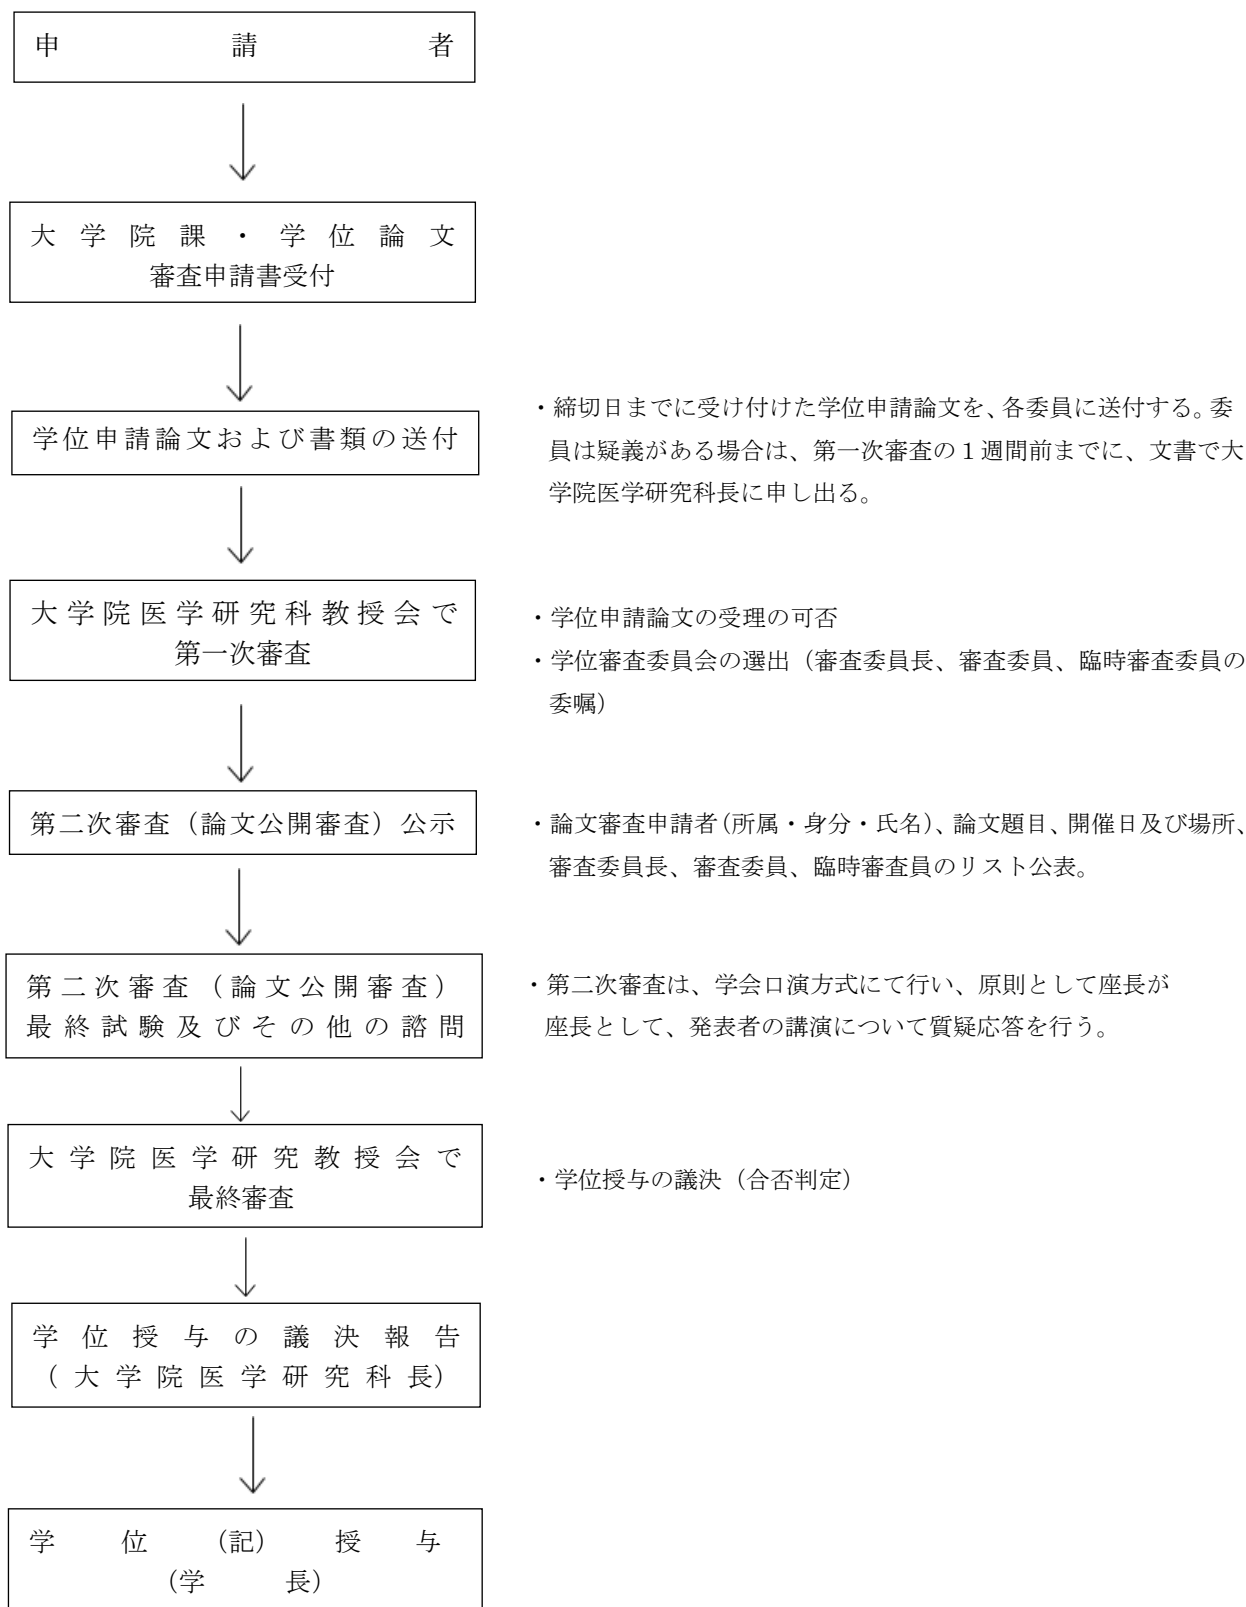 申請者
大学院課・学位論文
審査申請書受付
学位申請論文および書類の送付
・締切日までに受け付けた学位申請論文を、各委員に送付する。委
員は疑義がある場合は、第一次審査の1週間前までに、文書で大
学院医学研究科長に申し出る。
大学院医学研究科教授会で
第一次審査
・学位申請論文の受理の可否
・学位審査委員会の選出（審査委員長、審査委員、臨時審査委員の
委嘱）
第二次審査（論文公開審査）公示
・論文審査申請者（所属・身分・氏名）、論文題目、開催日及び場所、
審査委員長、審査委員、臨時審査員のリスト公表。
第二次審査（論文公開審査）
最終試験及びその他の諮問
・第二次審査は、学会口演方式にて行い、原則として座長が
座長として、発表者の講演について質疑応答を行う。
大学院医学研究教授会で
最終審査
・学位授与の議決（合否判定）
学位授与の議決報告
（大学院医学研究科長）
学位（記）授与
（学長）